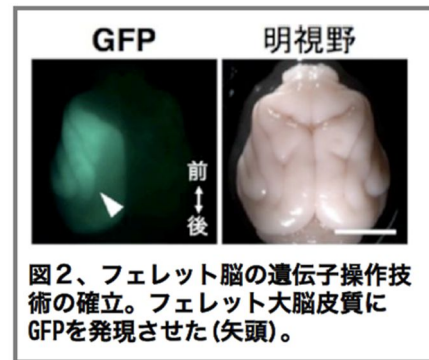 GFP
明視野
前
後
図２、フェレット脳の遺伝子操作技
術の確立。フェレット大脳皮質に
GFPを発現させた(矢頭)。